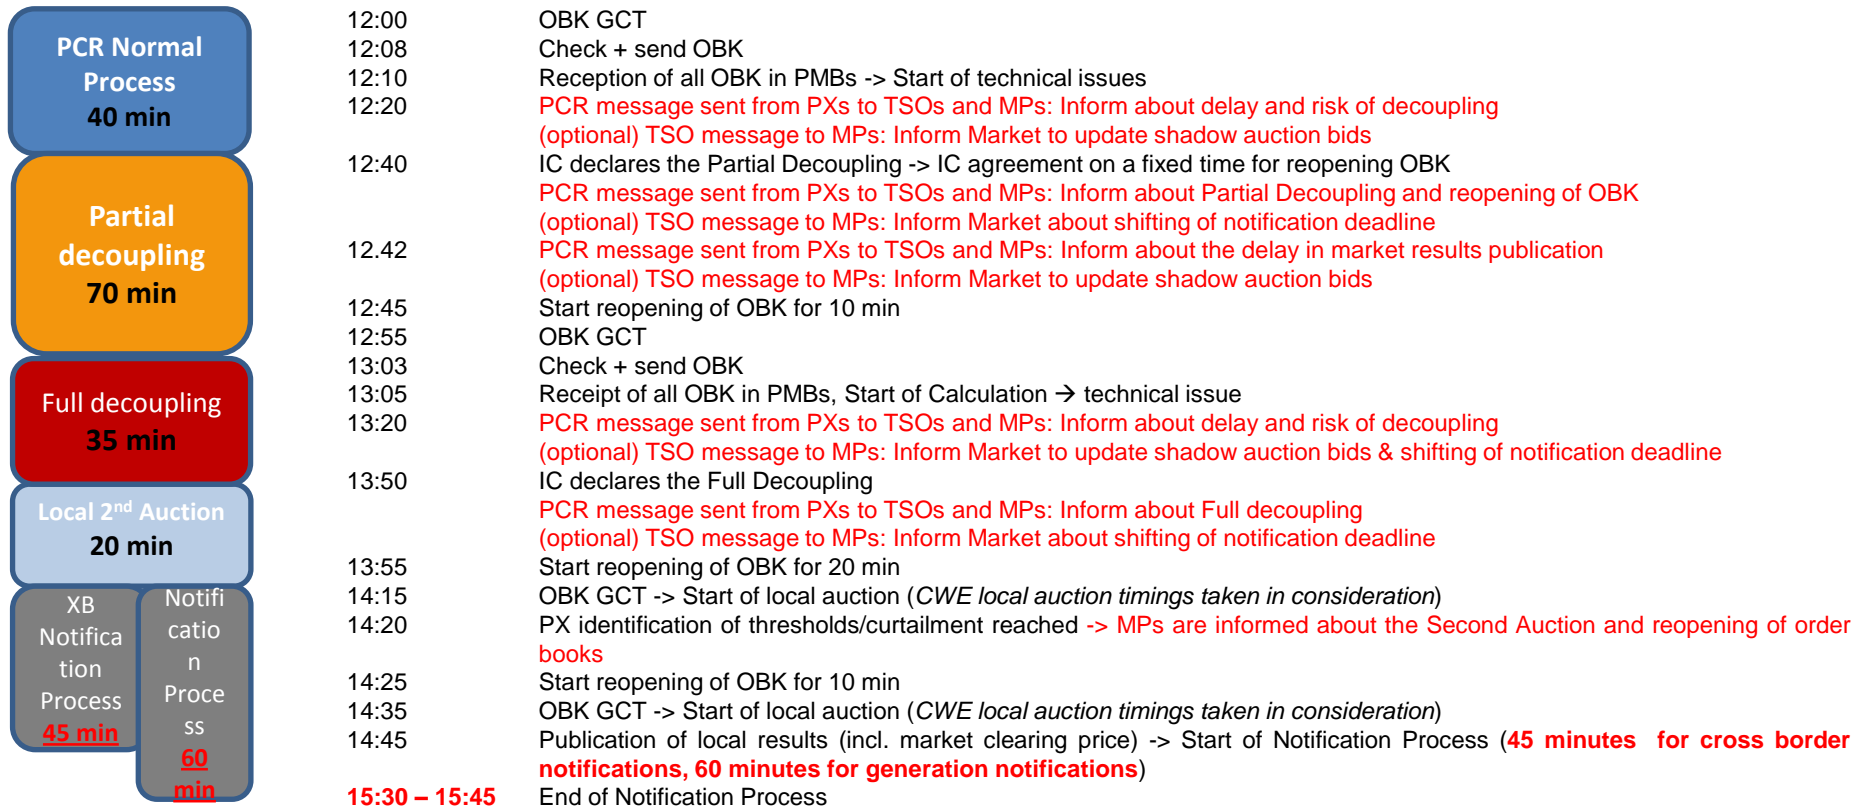 PCR Normal
Process
40 min
Partial
decoupling
70 min
Full decoupling
35 min
Local 2nd Auction
20 min
XB
Notifica
tion
Process
45 min
Notifi
catio
n
Proce
ss
60
min
12:00 OBK GCT
12:08 Check + send OBK
12:10 Reception of all OBK in PMBs -> Start of technical issues
12:20 PCR message sent from PXs to TSOs and MPs: Inform about delay and risk of decoupling
(optional) TSO message to MPs: Inform Market to update shadow auction bids
12:40 IC declares the Partial Decoupling -> IC agreement on a fixed time for reopening OBK
PCR message sent from PXs to TSOs and MPs: Inform about Partial Decoupling and reopening of OBK
(optional) TSO message to MPs: Inform Market about shifting of notification deadline
12.42 PCR message sent from PXs to TSOs and MPs: Inform about the delay in market results publication
(optional) TSO message to MPs: Inform Market to update shadow auction bids
12:45 Start reopening of OBK for 10 min
12:55 OBK GCT
13:03 Check + send OBK
13:05 Receipt of all OBK in PMBs, Start of Calculation → technical issue
13:20 PCR message sent from PXs to TSOs and MPs: Inform about delay and risk of decoupling
(optional) TSO message to MPs: Inform Market to update shadow auction bids & shifting of notification deadline
13:50 IC declares the Full Decoupling
PCR message sent from PXs to TSOs and MPs: Inform about Full decoupling
(optional) TSO message to MPs: Inform Market about shifting of notification deadline
13:55 Start reopening of OBK for 20 min
14:15 OBK GCT -> Start of local auction (CWE local auction timings taken in consideration)
14:20 PX identification of thresholds/curtailment reached -> MPs are informed about the Second Auction and reopening of order
books
14:25 Start reopening of OBK for 10 min
14:35 OBK GCT -> Start of local auction (CWE local auction timings taken in consideration)
14:45 Publication of local results (incl. market clearing price) -> Start of Notification Process (45 minutes for cross border
notifications, 60 minutes for generation notifications)
15:30 – 15:45 End of Notification Process